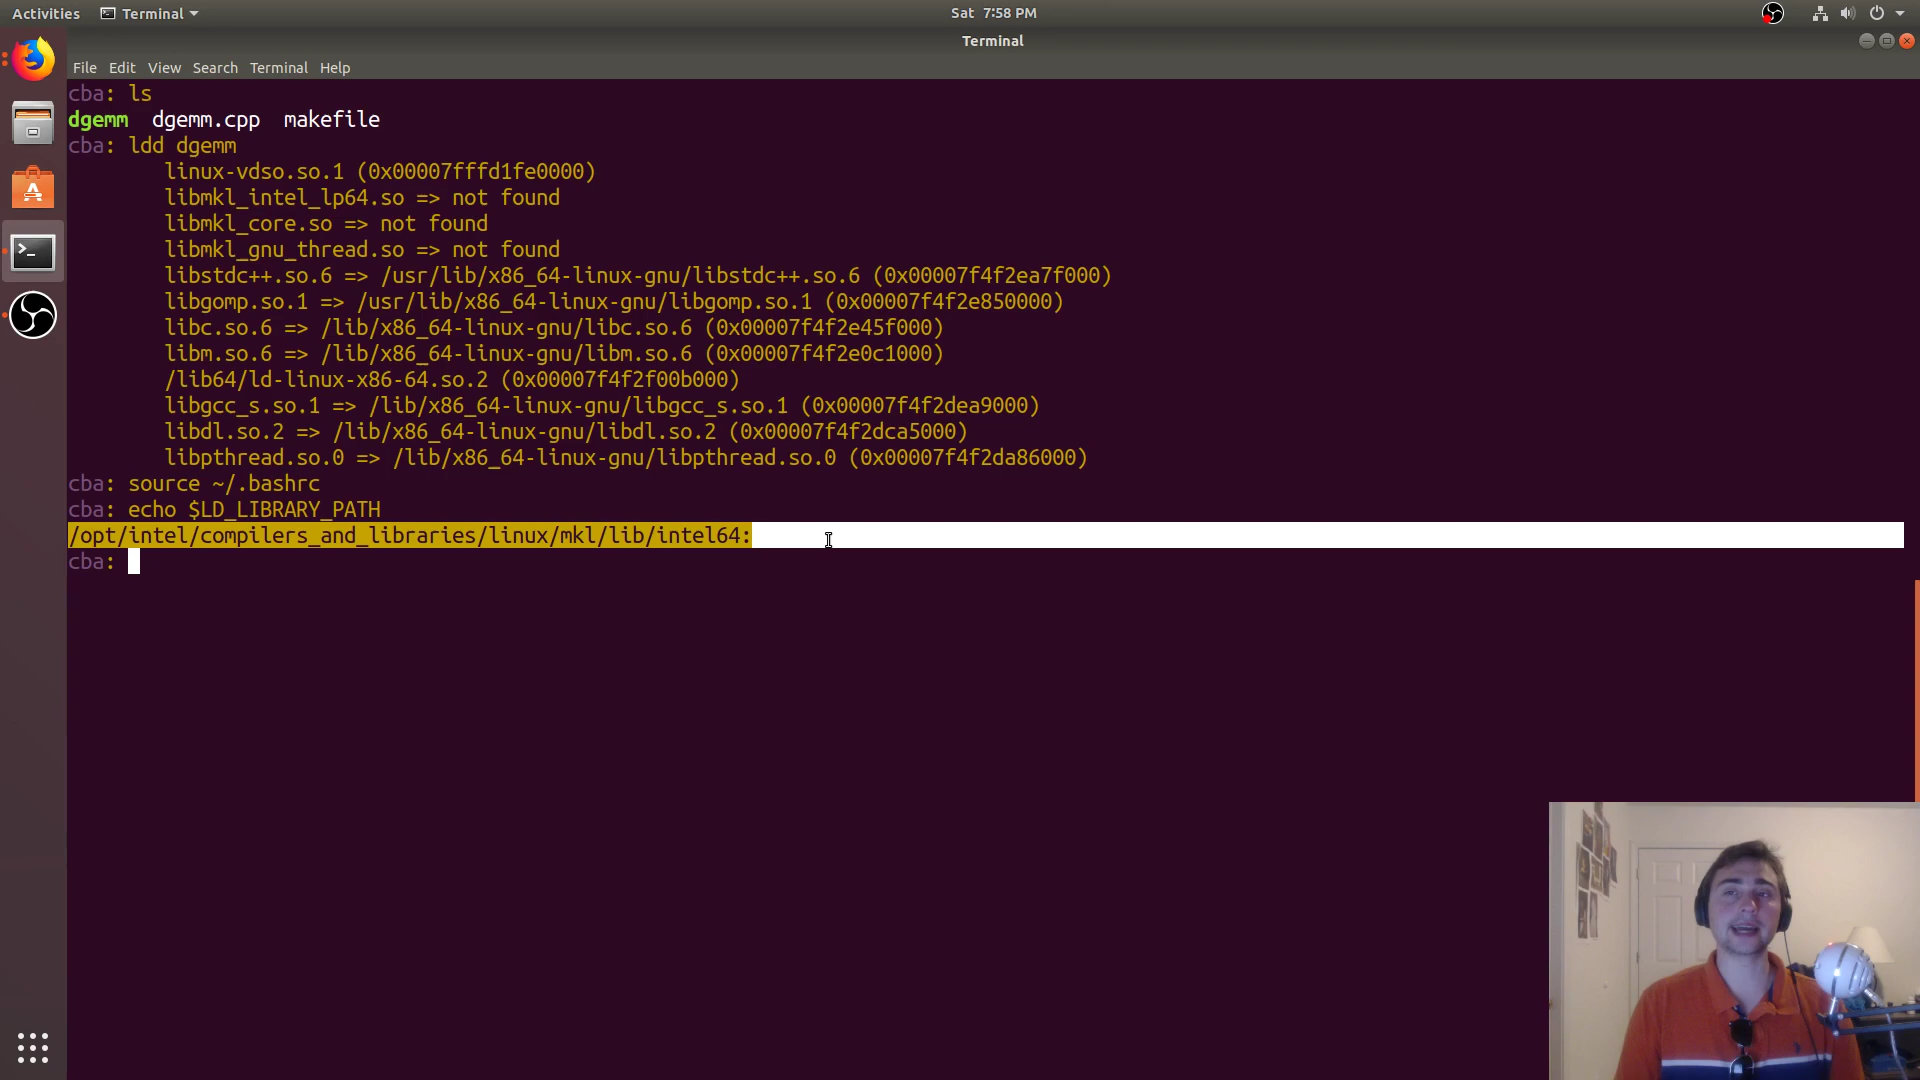 Activities Terminal Sat 7:58 PM
Terminal
File Edit View Search Terminal Help
cba: ls
dgemm dgemm.cpp makefile
cba: ldd dgemm
linux-vdso.so.1 (0x00007fffd1fe0000)
libmkl_intel_lp64.so => not found
libmkl_core.so => not found
libmkl_gnu_thread.so => not found
libstdc++.so.6 => /usr/lib/x86_64-linux-gnu/libstdc++.so.6 (0x00007f4f2ea7f000)
libgomp.so.1 => /usr/lib/x86_64-linux-gnu/libgomp.so.1 (0x00007f4f2e850000)
libc.so.6 => /lib/x86_64-linux-gnu/libc.so.6 (0x00007f4f2e45f000)
libm.so.6 => /lib/x86_64-linux-gnu/libm.so.6 (0x00007f4f2e0c1000)
/lib64/ld-linux-x86-64.so.2 (0x00007f4f2f00b000)
libgcc_s.so.1 => /lib/x86_64-linux-gnu/libgcc_s.so.1 (0x00007f4f2dea9000)
libdl.so.2 => /lib/x86_64-linux-gnu/libdl.so.2 (0x00007f4f2dca5000)
libpthread.so.0 => /lib/x86_64-linux-gnu/libpthread.so.0 (0x00007f4f2da86000)
cba: source ~/.bashrc
cba: echo $LD_LIBRARY_PATH
/opt/intel/compilers_and_libraries/linux/mkl/lib/intel64:
cba: